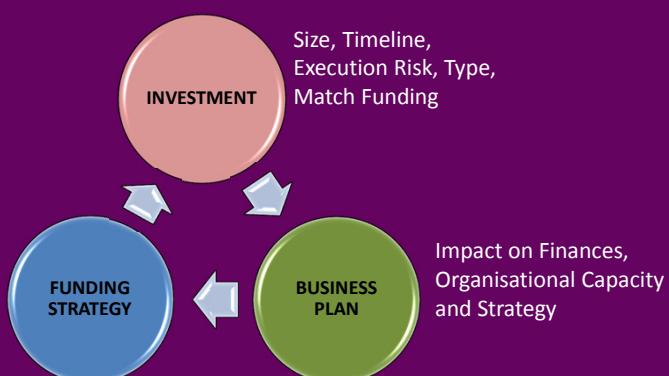 Size, Timeline,
Execution Risk, Type,
Match Funding
INVESTMENT
Impact on Finances,
Organisational Capacity
and Strategy
BUSINESS
PLAN
FUNDING
STRATEGY